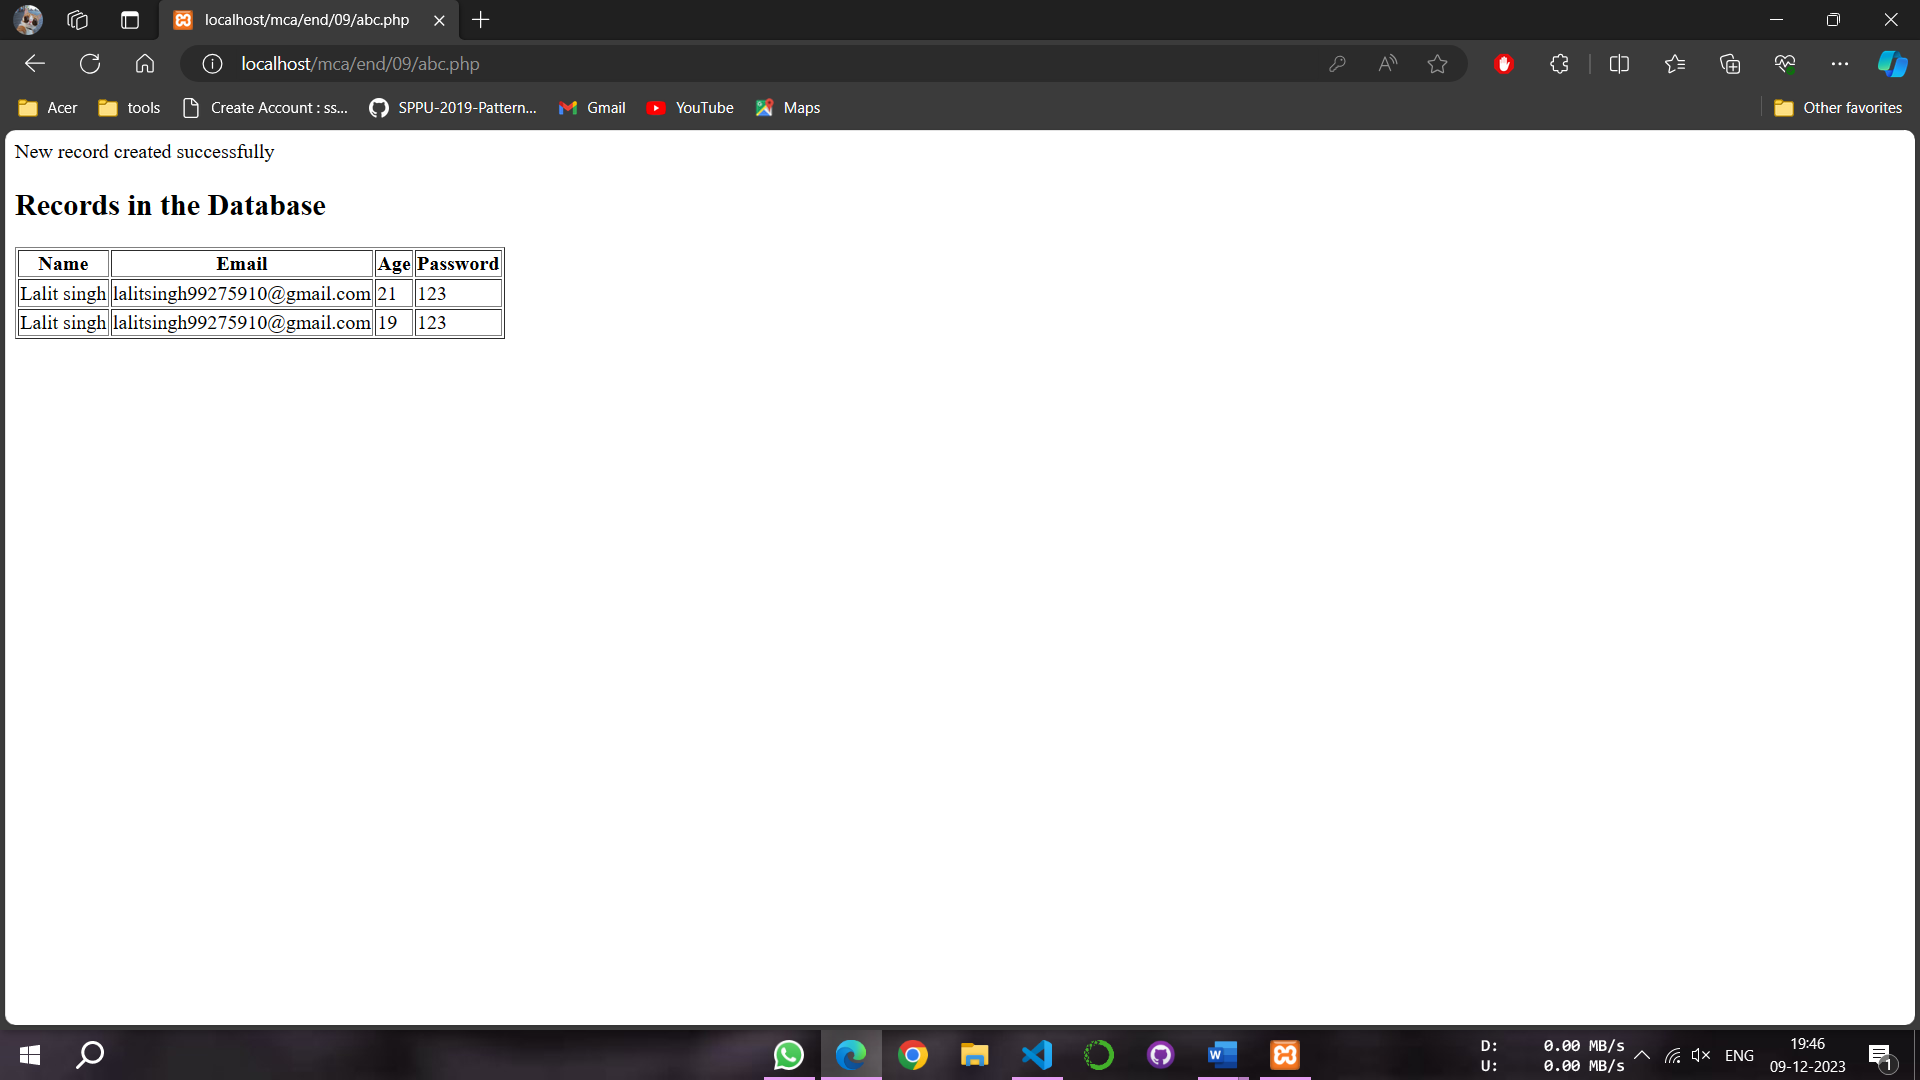 localhost/mca/end/09/abc.php
localhost/mca/end/09/abc.php
Acer tools Create Account : ss... SPPU-2019-Pattern... Gmail YouTube Maps Other favorites
New record created successfully
Records in the Database
Name Email Age Password
Lalit singh lalitsingh99275910@gmail.com 21 123
Lalit singh lalitsingh99275910@gmail.com 19 123
D: 0.00 MB/s
U: 0.00 MB/s
ENG
19:46
09-12-2023
1